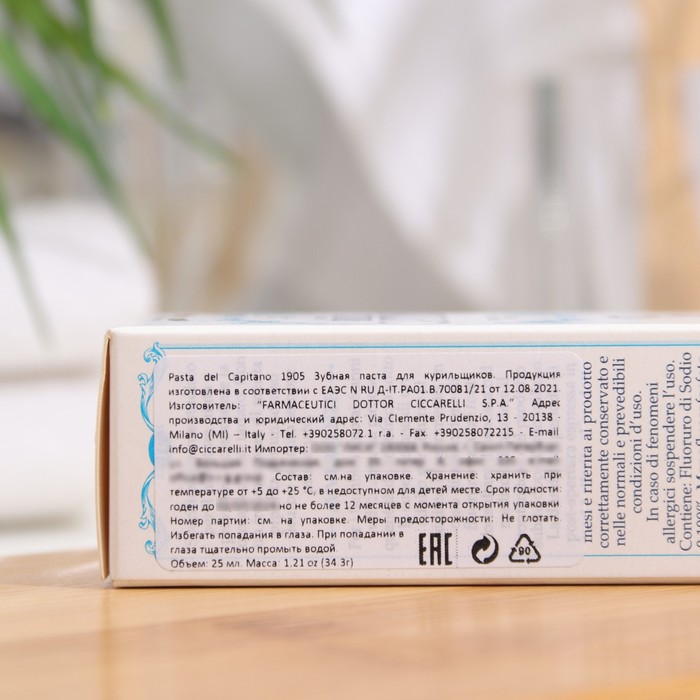 Pasta del Capitano 1905 Зубная паста для курильщиков. Продукция
изготовлена в соответствии с ЕАЭС N RU Д-IT.РА01.В.70081/21 от 12.08.2021.
Изготовитель: "FARMACEUTICI DOTTOR CICCARELLI S.P.A." Адрес
производства и юридический адрес: Via Clemente Prudenzio, 13 - 20138 -
Milano (MI) – Italy - Tel. +390258072.1 r.a. - Fax. +390258072215 - E-mail
info@ciccarelli.it Импортер:
Состав: см.на упаковке. Хранение: хранить при
температуре от +5 до +25 °C, в недоступном для детей месте. Срок годности:
годен до но не более 12 месяцев с момента открытия упаковки
Номер партии: см. на упаковке. Меры предосторожности: Не глотать.
Избегать попадания в глаза. При попадании в
глаза тщательно промыть водой
Объем: 25 мл. Масса: 1.21 oz (34.3г)
EAC
90
mesi e riferita al prodotto
correttamente conservato e
nelle normali e prevedibili
condizioni d'uso.
In caso di fenomeni
allergici sospendere l'uso.
Contiene: Fluoruro di Sodio